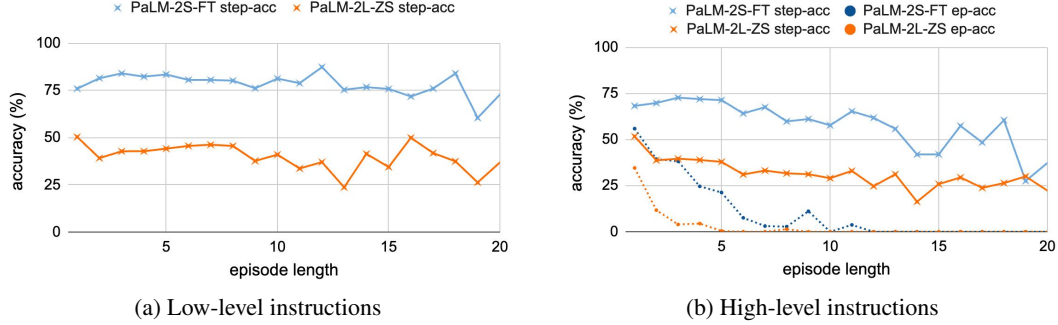 PaLM-2S-FT step-acc PaLM-2L-ZS step-acc
100
75
50
25
0
accuracy (%)
5 10 15 20
episode length
(a) Low-level instructions
PaLM-2S-FT step-acc PaLM-2S-FT ep-acc
PaLM-2L-ZS step-acc PaLM-2L-ZS ep-acc
100
75
50
25
0
accuracy (%)
5 10 15 20
episode length
(b) High-level instructions